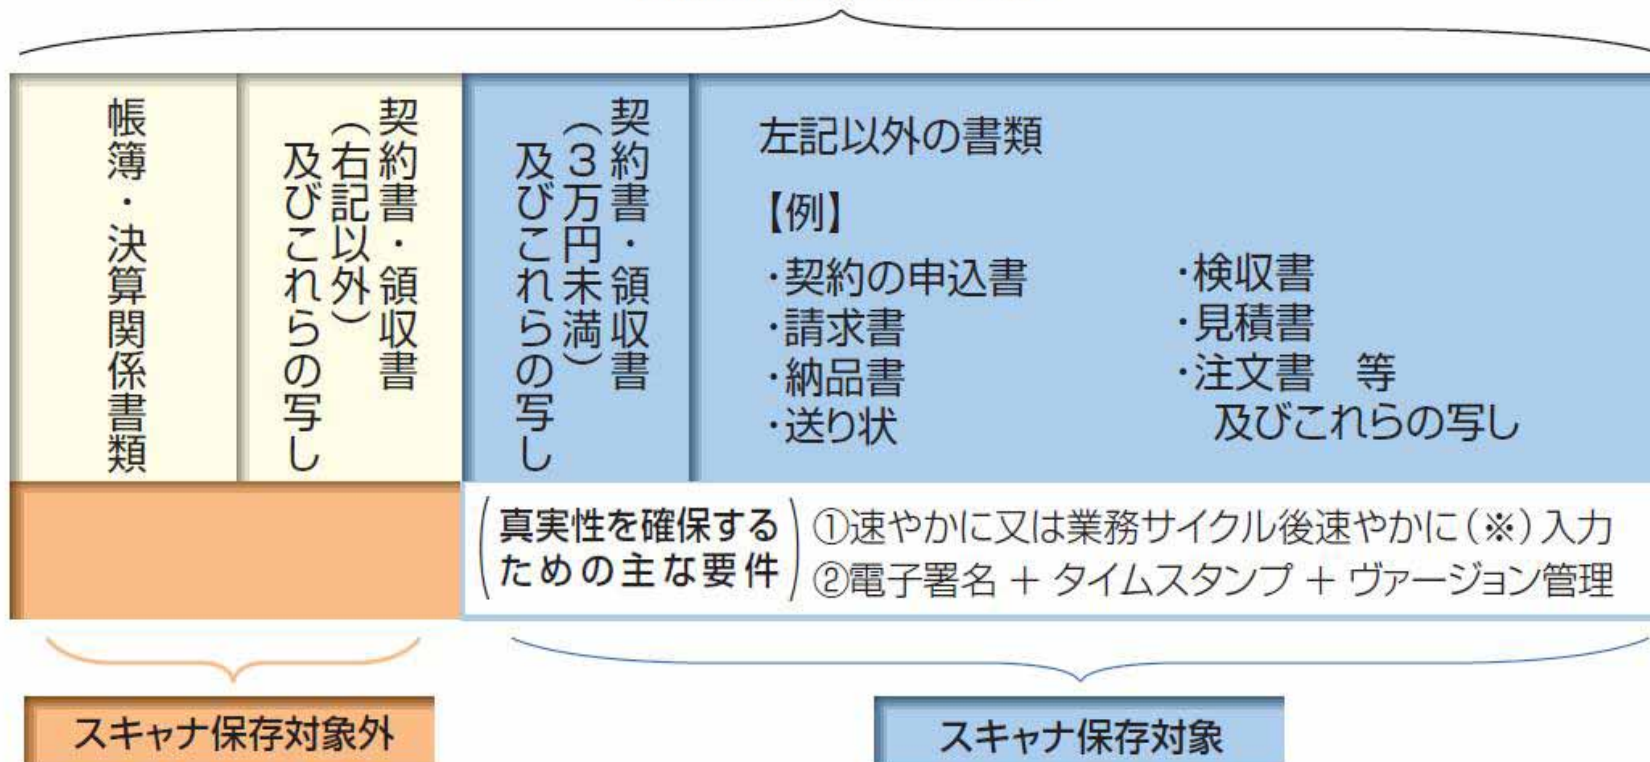 帳簿・決算関係書類
契約書・領収書
（右記以外）
及びこれらの写し
契約書・領収書
（３万円未満）
及びこれらの写し
左記以外の書類
【例】
・契約の申込書
・請求書
・納品書
・送り状
・検収書
・見積書
・注文書　等
及びこれらの写し
真実性を確保する
ための主な要件
①速やかに又は業務サイクル後速やかに（※）入力
②電子署名 + タイムスタンプ + ヴァージョン管理
スキャナ保存対象外
スキャナ保存対象